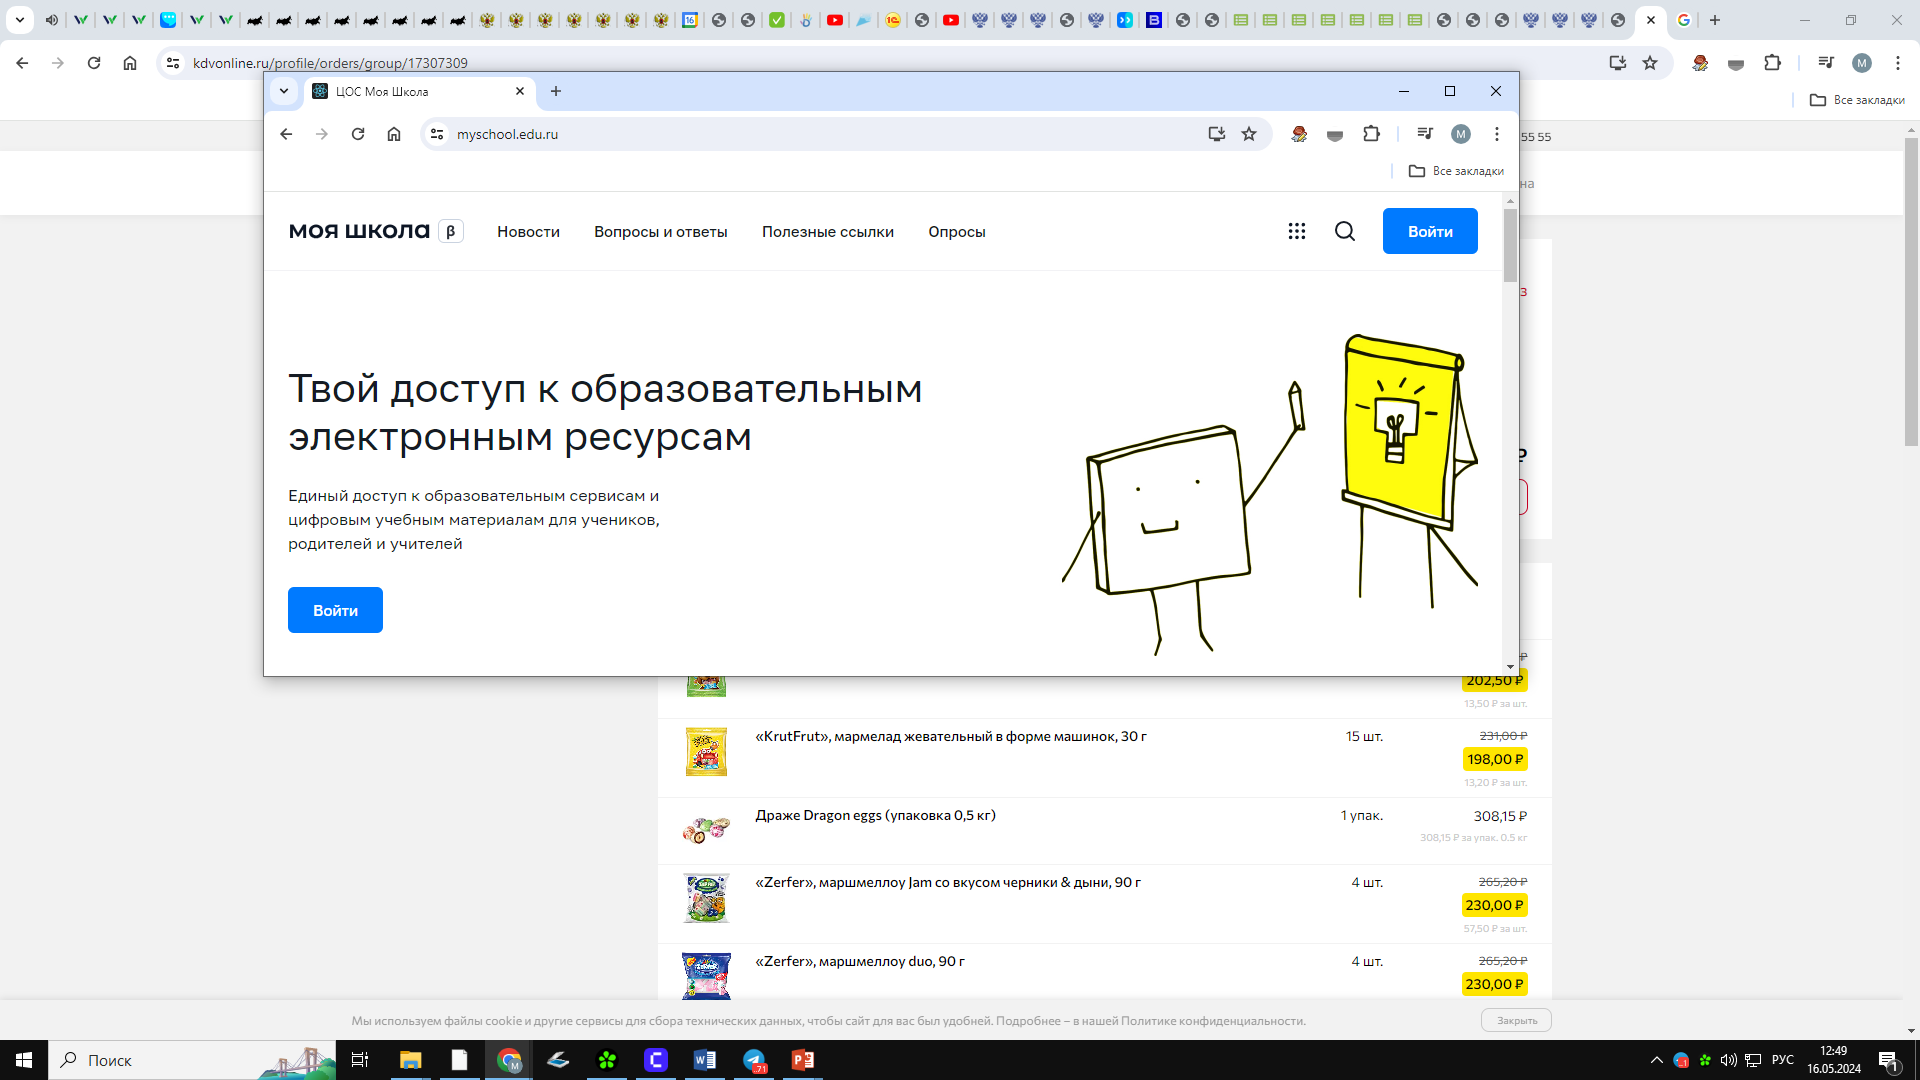 kdvonline.ru/profile/orders/group/17307309
Все закладки
55 55
на
ЦОС Моя Школа
myschool.edu.ru
М
М
Все закладки
моя школа β
Новости
Вопросы и ответы
Полезные ссылки
Опросы
Войти
Твой доступ к образовательным
электронным ресурсам
Единый доступ к образовательным сервисам и
цифровым учебным материалам для учеников,
родителей и учителей
Войти
₽
202,50 ₽
13,50 ₽ за шт.
«KrutFrut», мармелад жевательный в форме машинок, 30 г
15 шт.
231,00 ₽
198,00 ₽
13,20 ₽ за шт.
Драже Dragon eggs (упаковка 0,5 кг)
1 упак.
308,15 ₽
308,15 ₽ за упак. 0.5 кг
«Zerfer», маршмеллоу Jam со вкусом черники & дыни, 90 г
4 шт.
265,20 ₽
230,00 ₽
57,50 ₽ за шт.
«Zerfer», маршмеллоу duo, 90 г
4 шт.
265,20 ₽
230,00 ₽
Мы используем файлы cookie и другие сервисы для сбора технических данных, чтобы сайт для вас был удобней. Подробнее – в нашей Политике конфиденциальности.
Закрыть
Поиск
РУС
12:49
16.05.2024